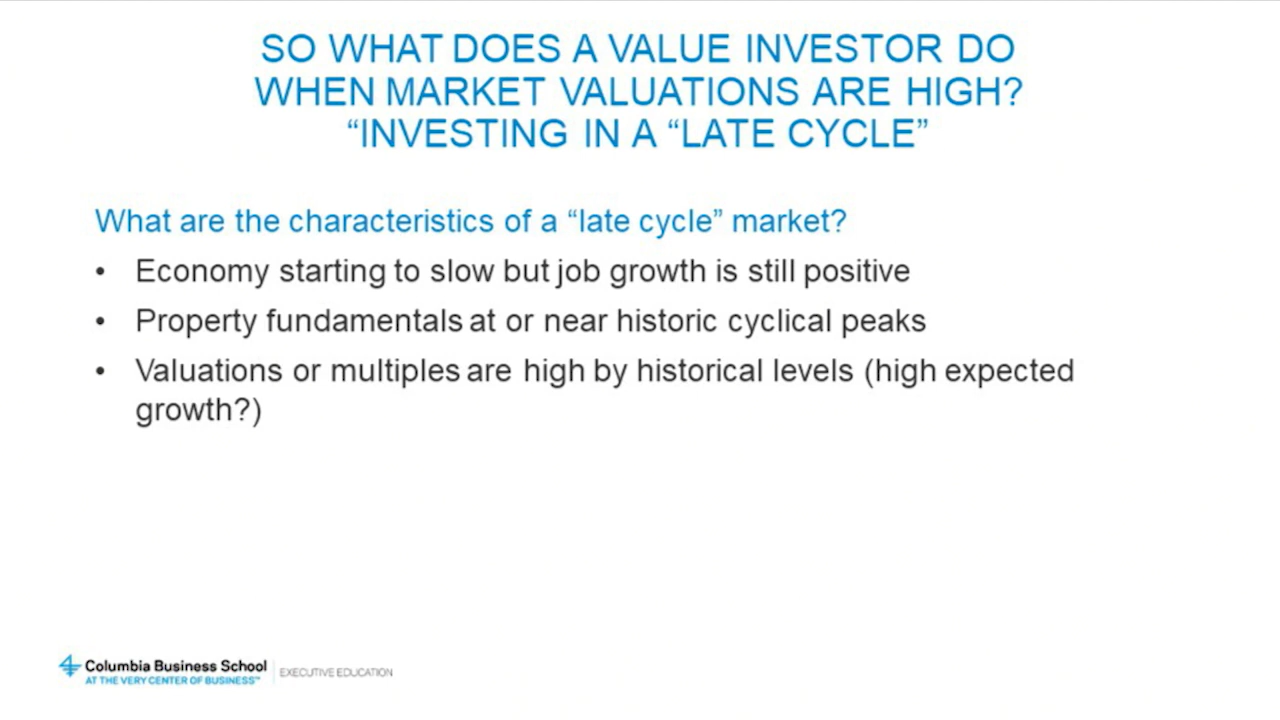 SO WHAT DOES A VALUE INVESTOR DO
WHEN MARKET VALUATIONS ARE HIGH?
“INVESTING IN A “LATE CYCLE”
What are the characteristics of a “late cycle” market?
• Economy starting to slow but job growth is still positive
• Property fundamentals at or near historic cyclical peaks
• Valuations or multiples are high by historical levels (high expected
growth?)
Columbia Business School
AT THE VERY CENTER OF BUSINESS™
EXECUTIVE EDUCATION